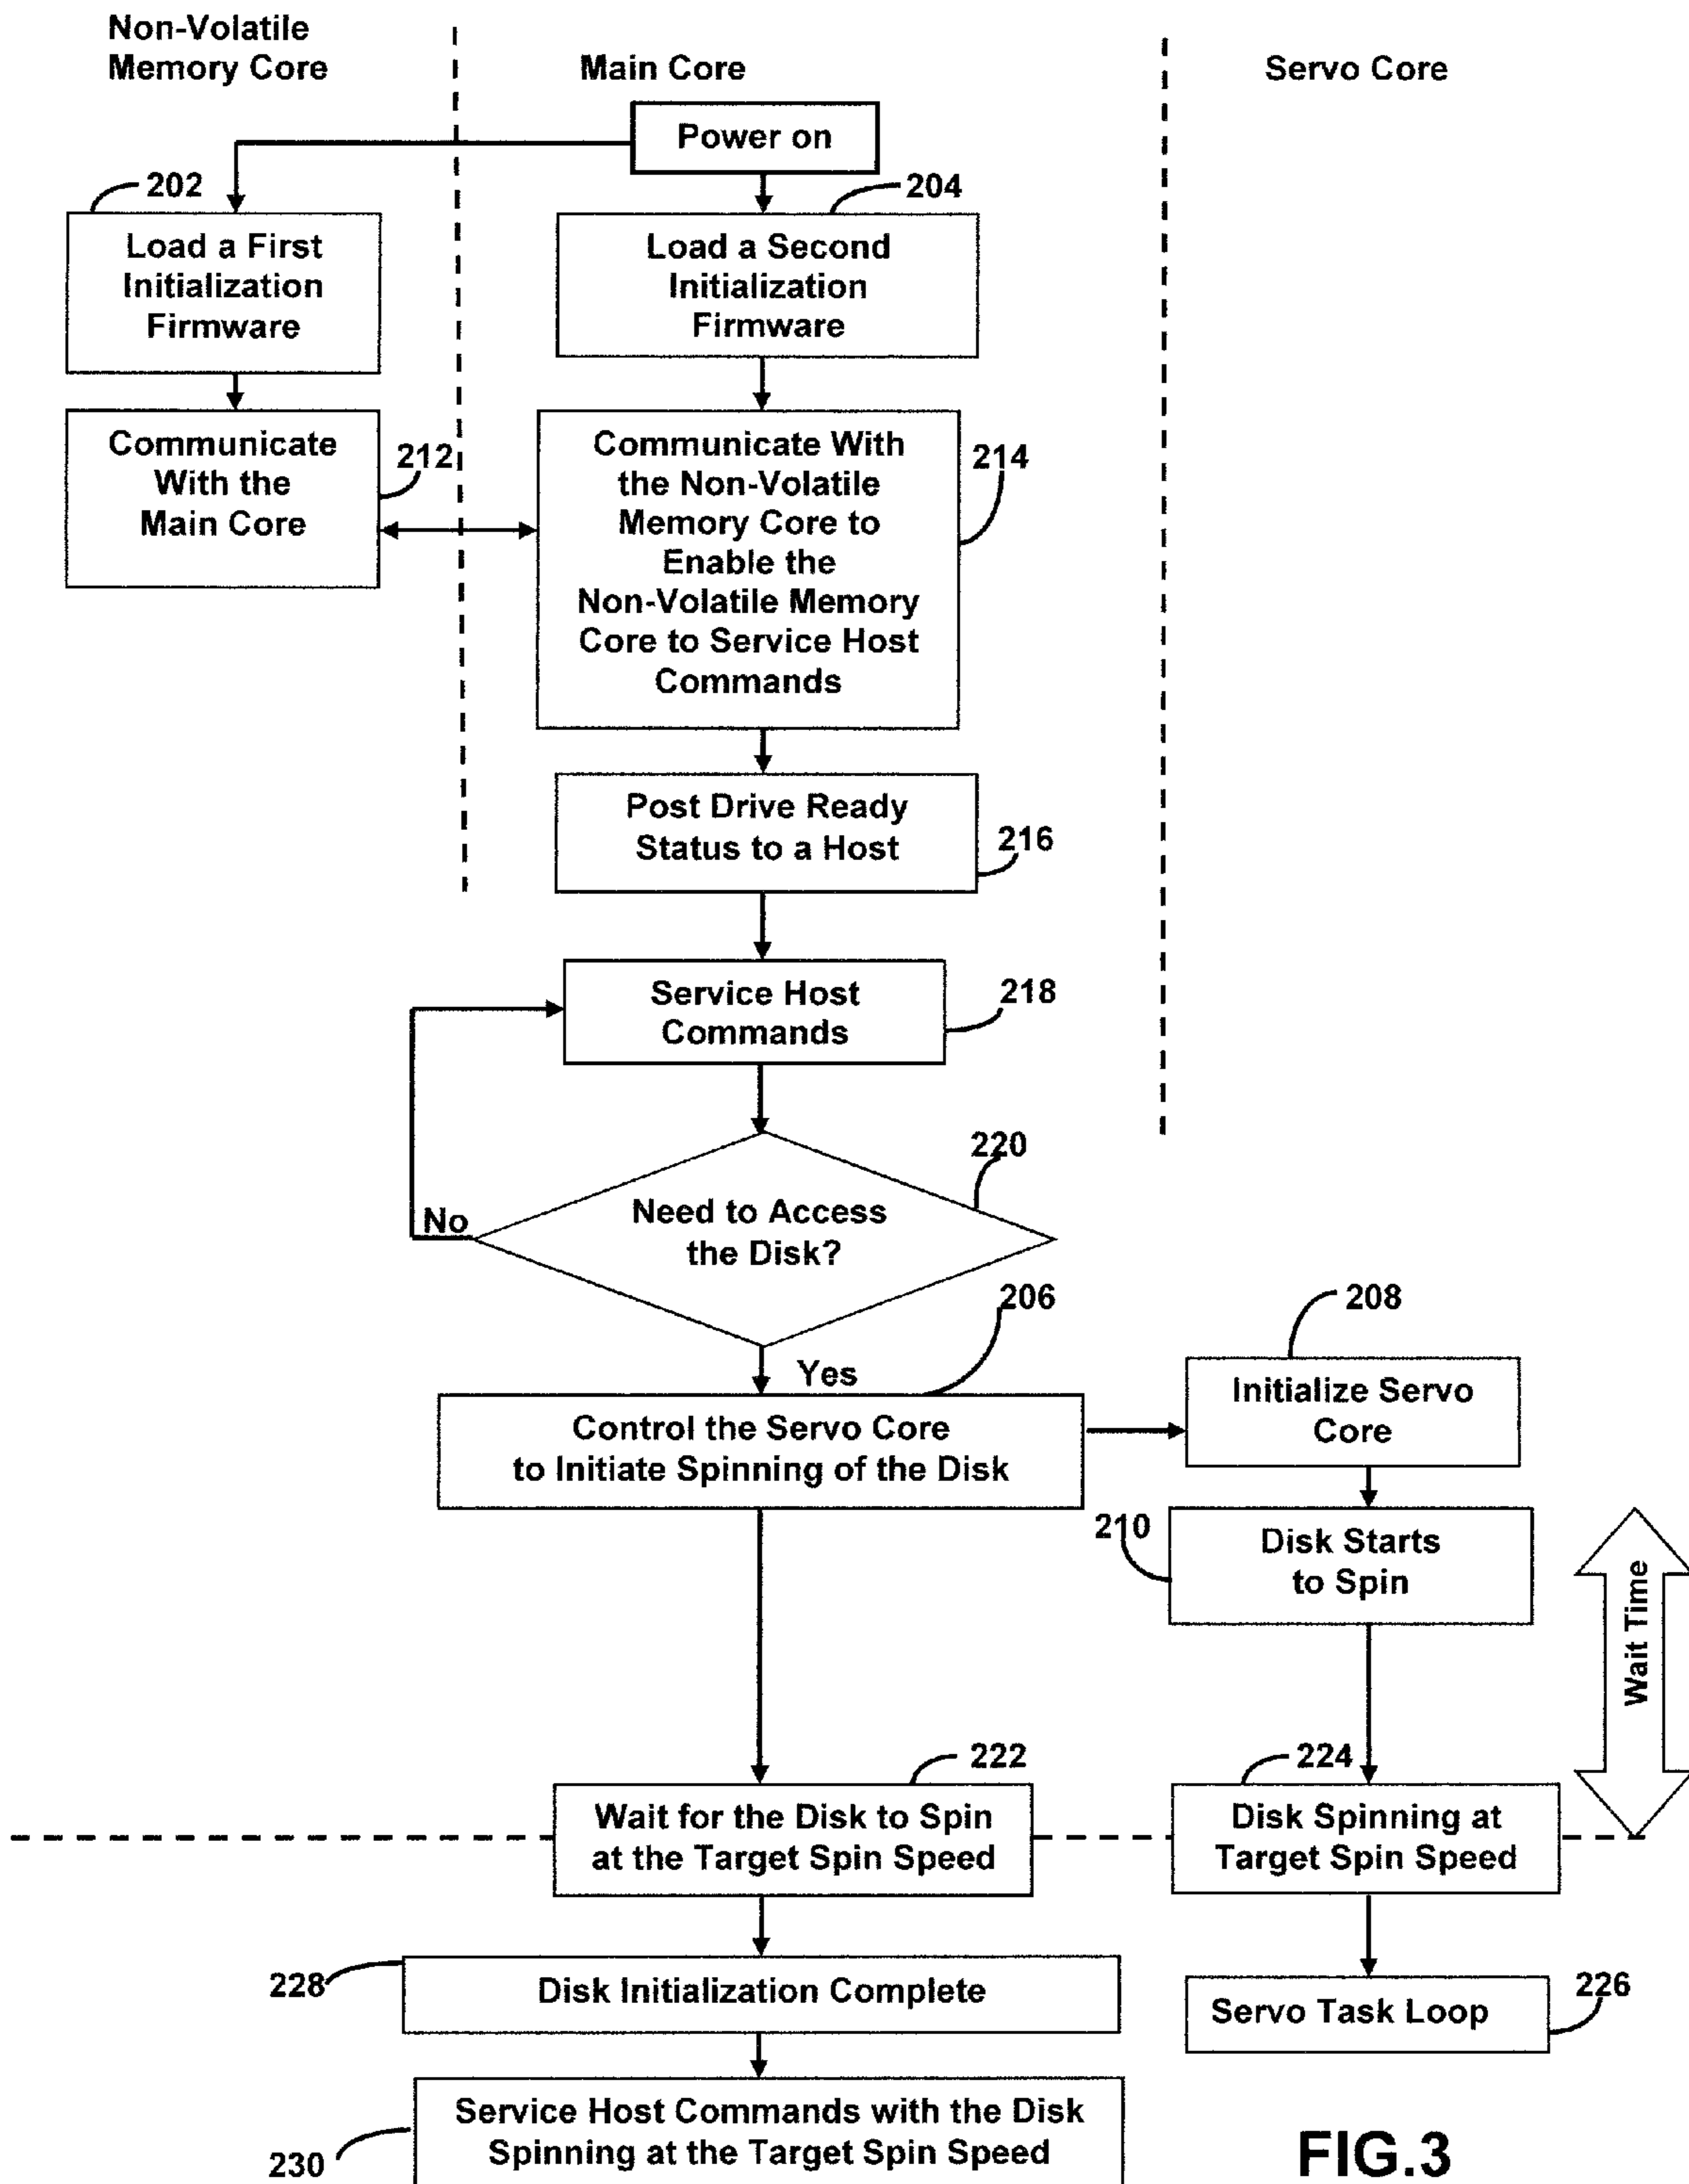 Non-Volatile
Memory Core
Main Core
Servo Core
Power on
202
204
Load a First
Initialization
Firmware
Load a Second
Initialization
Firmware
Communicate
With the
Main Core
212
Communicate With
the Non-Volatile
Memory Core to
Enable the
Non-Volatile Memory
Core to Service Host
Commands
214
Post Drive Ready
Status to a Host
216
Service Host
Commands
218
220
Need to Access
the Disk?
No
Yes
206
208
Control the Servo Core
to Initiate Spinning of the Disk
Initialize Servo
Core
210
Disk Starts
to Spin
Wait Time
222
224
Wait for the Disk to Spin
at the Target Spin Speed
Disk Spinning at
Target Spin Speed
228
Disk Initialization Complete
226
Servo Task Loop
Service Host Commands with the Disk
Spinning at the Target Spin Speed
230
FIG.3